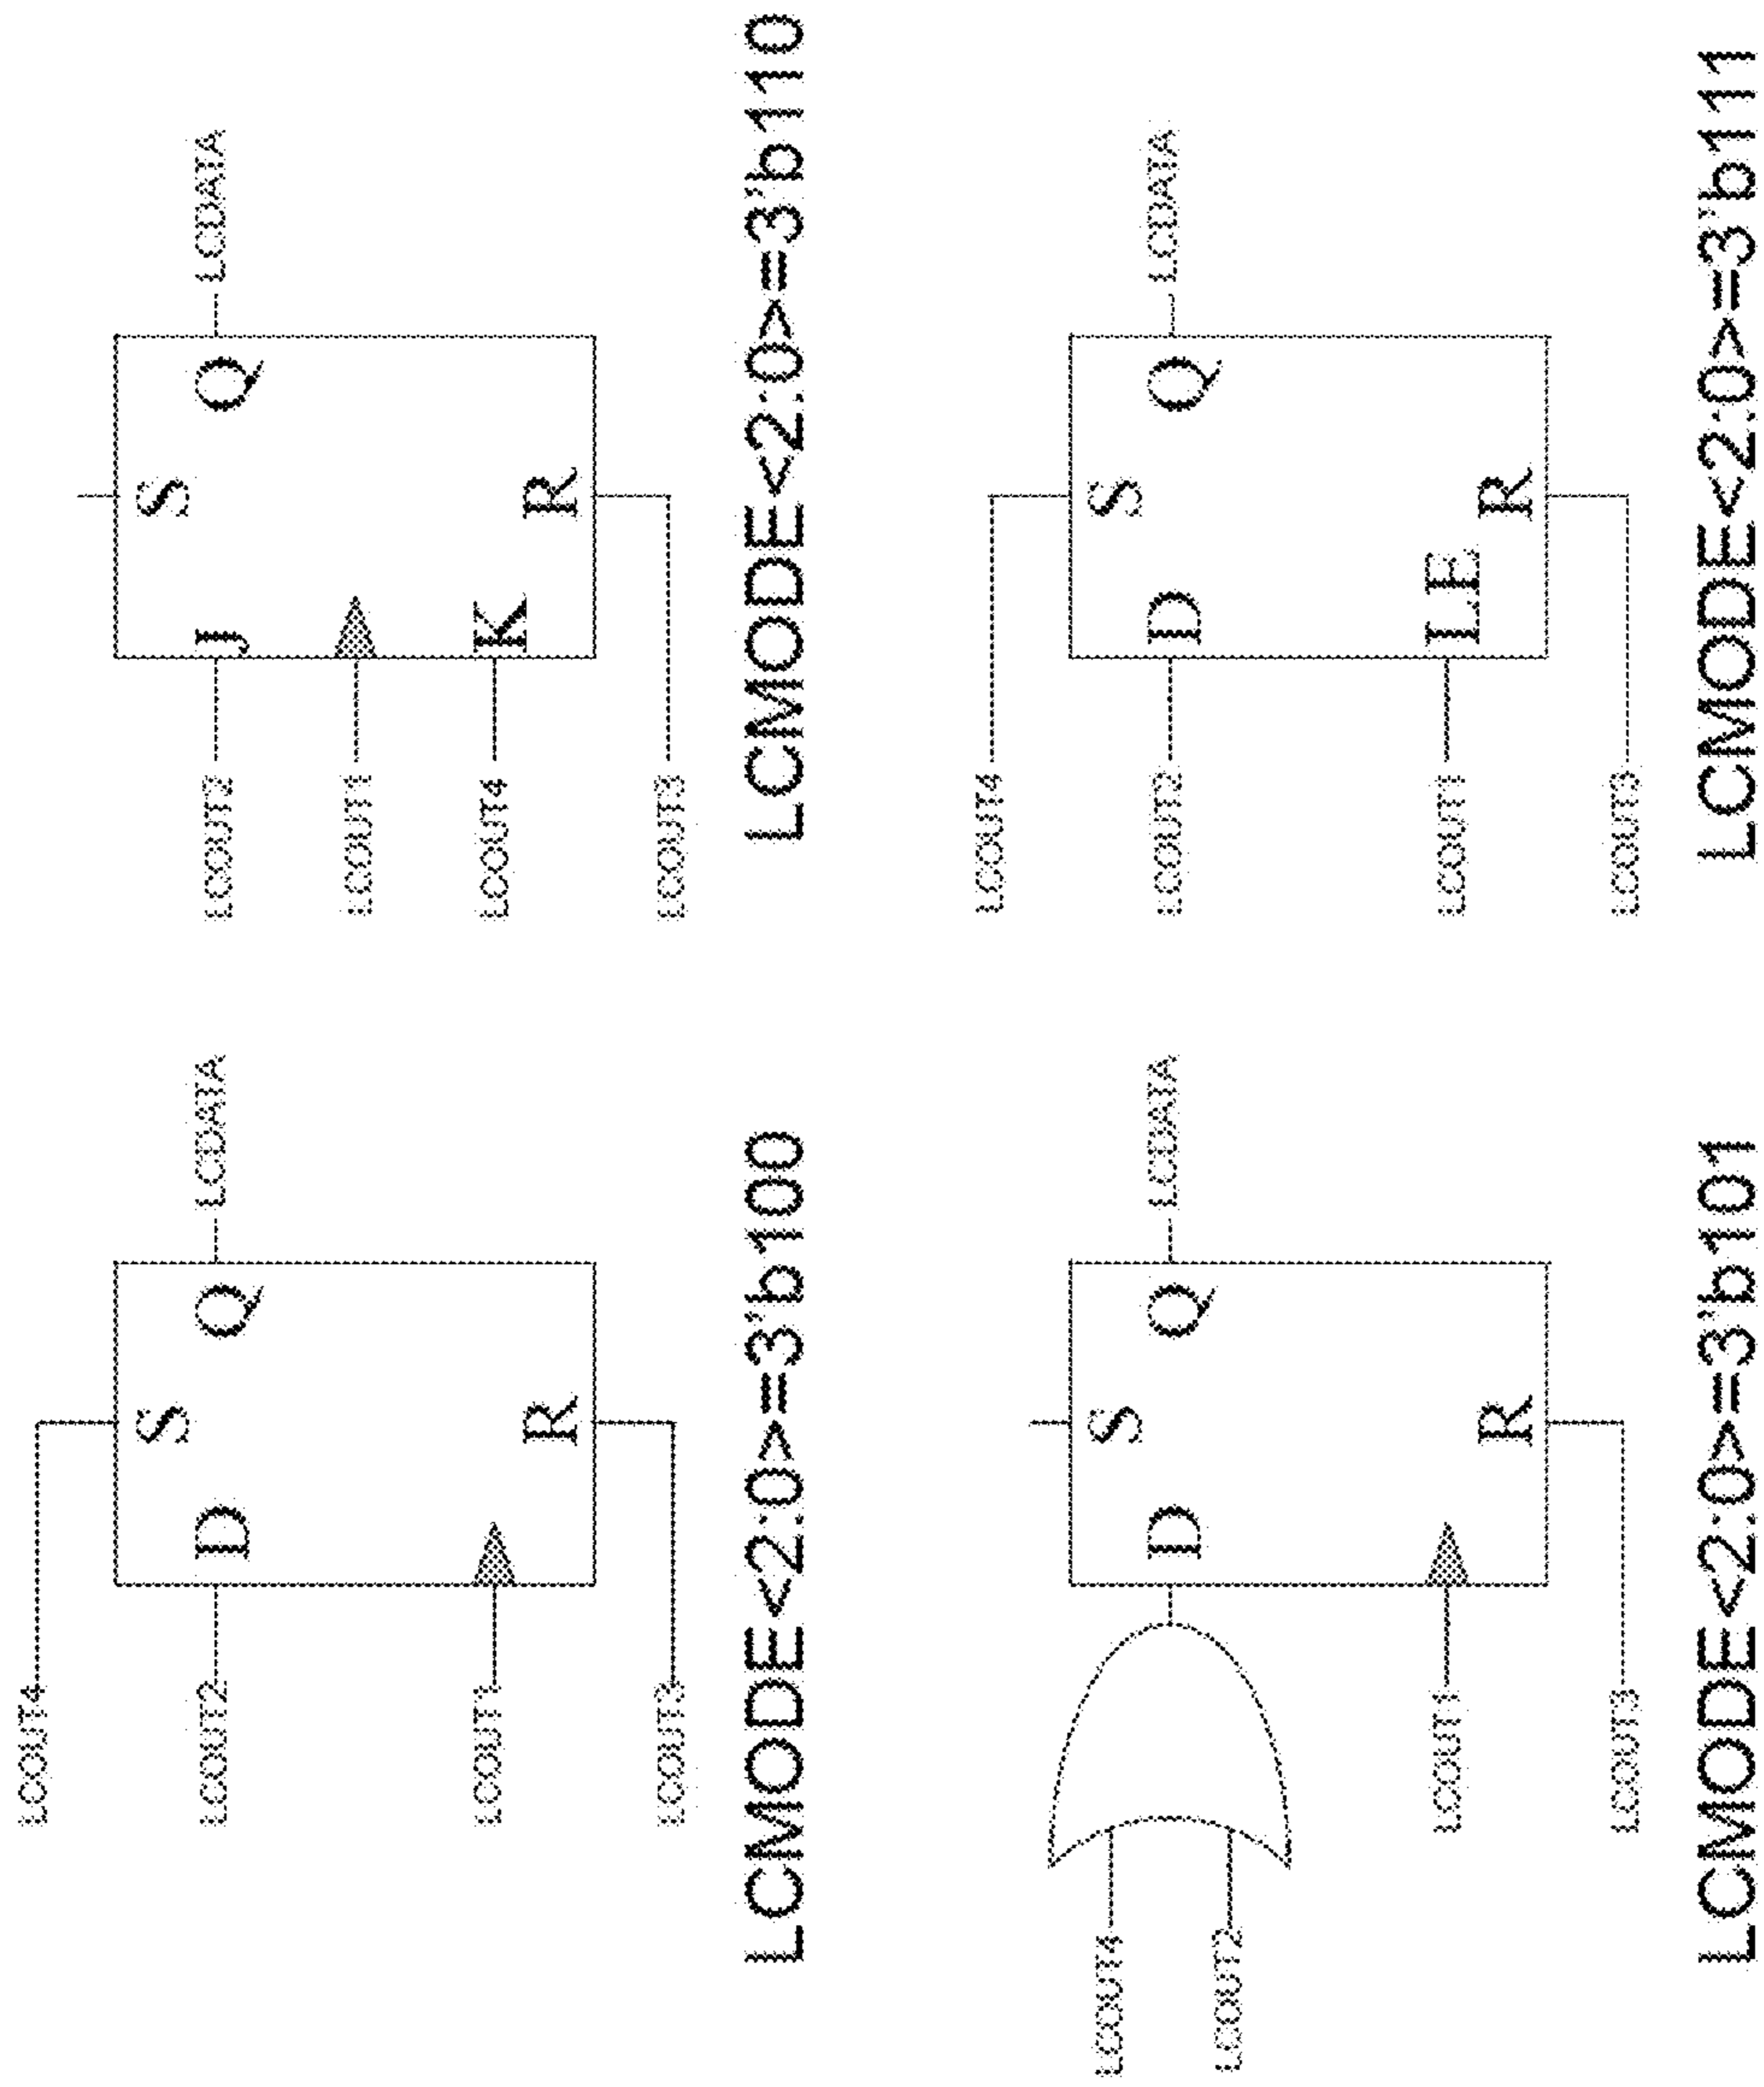 LCOUT4
S
LCOUT2 D Q LCDATA
LCOUT1 R
LCOUT3
LCMODE<2:0>=3'b100
S
LCOUT2 J Q LCDATA
LCOUT1
LCOUT4 K R
LCOUT3
LCMODE<2:0>=3'b110
S
LCOUT4
D Q LCDATA
LCOUT2
LCOUT1 R
LCOUT3
LCMODE<2:0>=3'b101
LCOUT4
S
LCOUT2 D Q LCDATA
LCOUT1 LE R
LCOUT3
LCMODE<2:0>=3'b111